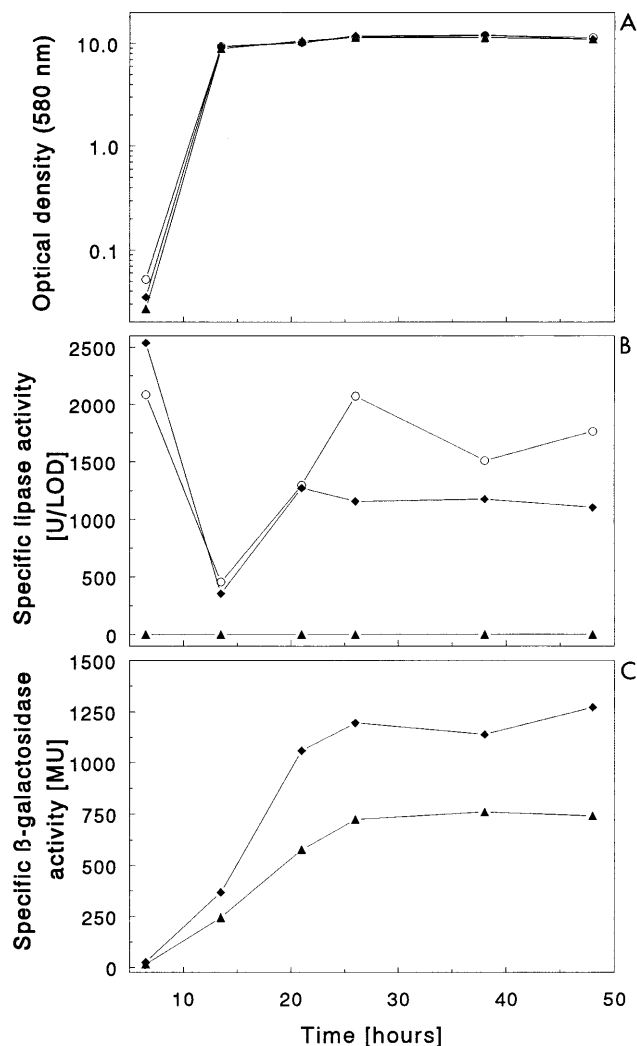 A
Optical density (580 nm)
10.0
1.0
0.1
B
Specific lipase activity
[U/LOD]
2500
2000
1500
1000
500
0
C
Specific ß-galactosidase
activity [MU]
1500
1250
1000
750
500
250
0
10 20 30 40 50
Time [hours]